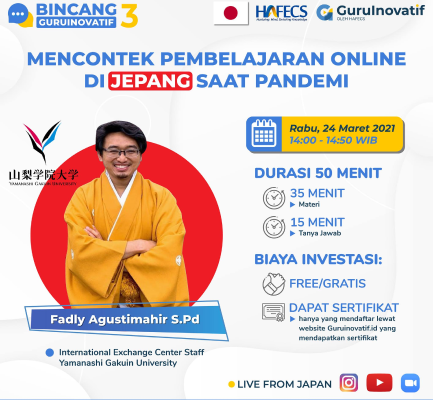 BINCANG
GURUINOVATIF 3
HAFECS
GuruInovatif
OLEH HAFECS
MENCONTEK PEMBELAJARAN ONLINE
DI JEPANG SAAT PANDEMI
山梨学院大学
YAMANASHI GAKUIN UNIVERSITY
Rabu, 24 Maret 2021
14:00 - 14:50 WIB
DURASI 50 MENIT
35 MENIT
Materi
15 MENIT
Tanya Jawab
BIAYA INVESTASI:
FREE/GRATIS
DAPAT SERTIFIKAT
hanya yang mendaftar lewat
website Guruinovatif.id yang
mendapatkan sertifikat
Fadly Agustimahir S.Pd
International Exchange Center Staff
Yamanashi Gakuin University
LIVE FROM JAPAN